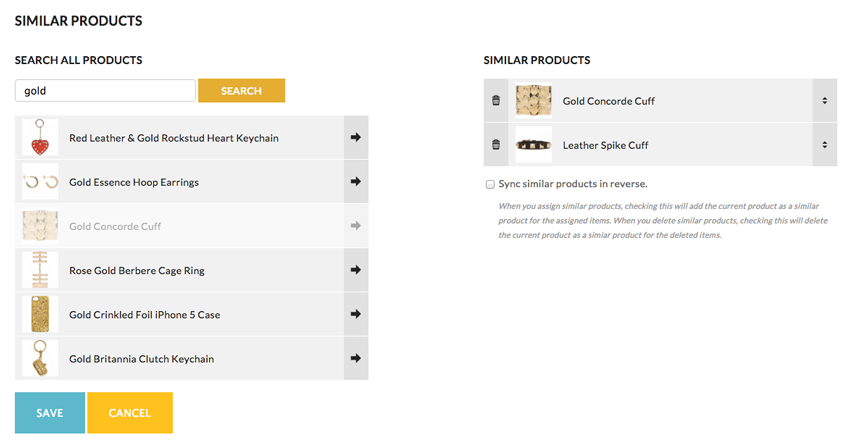 SIMILAR PRODUCTS
SEARCH ALL PRODUCTS
gold
SEARCH
Red Leather & Gold Rockstud Heart Keychain
Gold Essence Hoop Earrings
Gold Concorde Cuff
Rose Gold Berbere Cage Ring
Gold Crinkled Foil iPhone 5 Case
Gold Britannia Clutch Keychain
SAVE
CANCEL
SIMILAR PRODUCTS
Gold Concorde Cuff
Leather Spike Cuff
Sync similar products in reverse.
When you assign similar products, checking this will add the current product as a similar
product for the assigned items. When you delete similar products, checking this will delete
the current product as a simiar product for the deleted items.